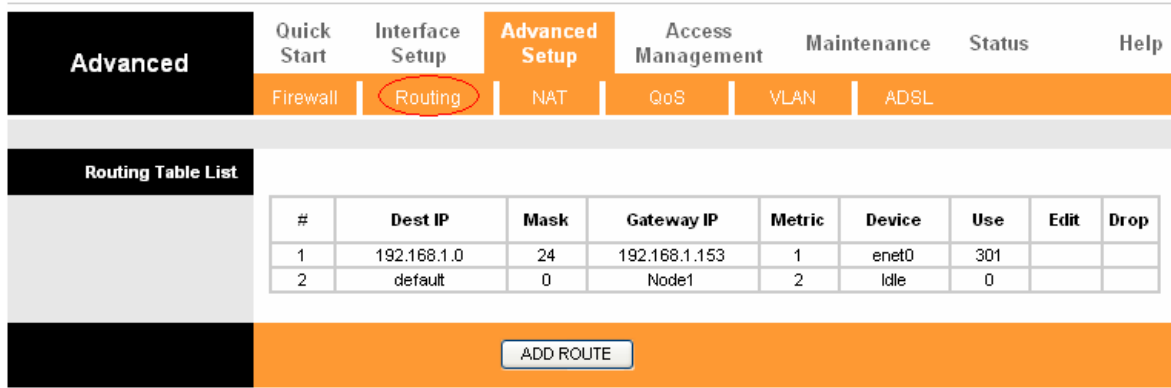 Advanced
Quick Start
Interface Setup
Advanced Setup
Access Management
Maintenance
Status
Help
Firewall Routing NAT QoS VLAN ADSL
Routing Table List
# Dest IP Mask Gateway IP Metric Device Use Edit Drop
1 192.168.1.0 24 192.168.1.153 1 enet0 301
2 default 0 Node1 2 Idle 0
ADD ROUTE